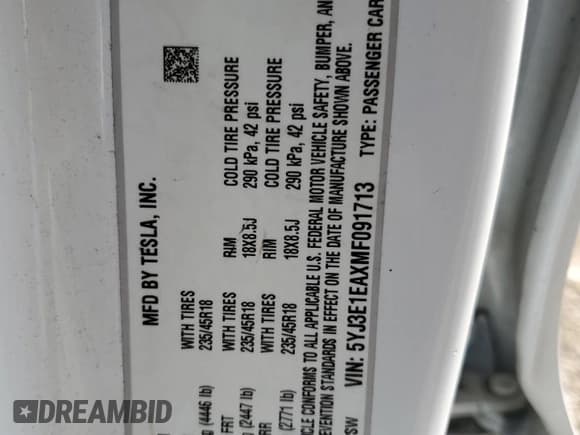 MFD BY TESLA, INC.
(4446 lb) WITH TIRES
235/45R18
FRT WITH TIRES RIM COLD TIRE PRESSURE
(2447 lb) 235/45R18 18X8.5J 290 kPa, 42 psi
RR WITH TIRES RIM COLD TIRE PRESSURE
(2771 lb) 235/45R18 18X8.5J 290 kPa, 42 psi
CONFORMS TO ALL APPLICABLE U.S. FEDERAL MOTOR VEHICLE SAFETY, BUMPER, AN
PREVENTION STANDARDS IN EFFECT ON THE DATE OF MANUFACTURE SHOWN ABOVE.
VIN: 5YJ3E1EAXMF091713 TYPE: PASSENGER CAR
DREAMBID